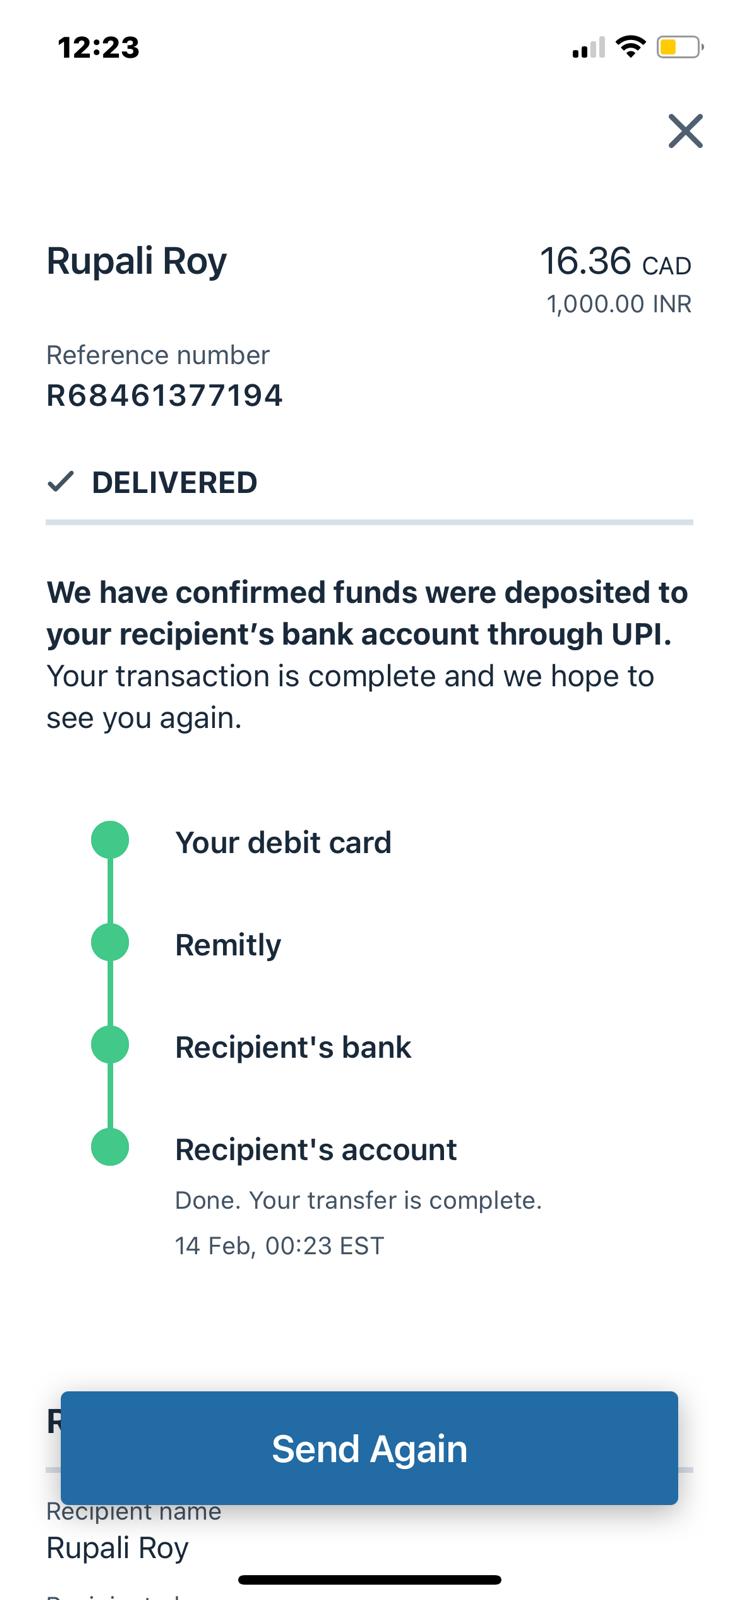 12:23
Rupali Roy
16.36 CAD
1,000.00 INR
Reference number
R68461377194
DELIVERED
We have confirmed funds were deposited to
your recipient’s bank account through UPI.
Your transaction is complete and we hope to
see you again.
Your debit card
Remitly
Recipient's bank
Recipient's account
Done. Your transfer is complete.
14 Feb, 00:23 EST
Send Again
Recipient name
Rupali Roy